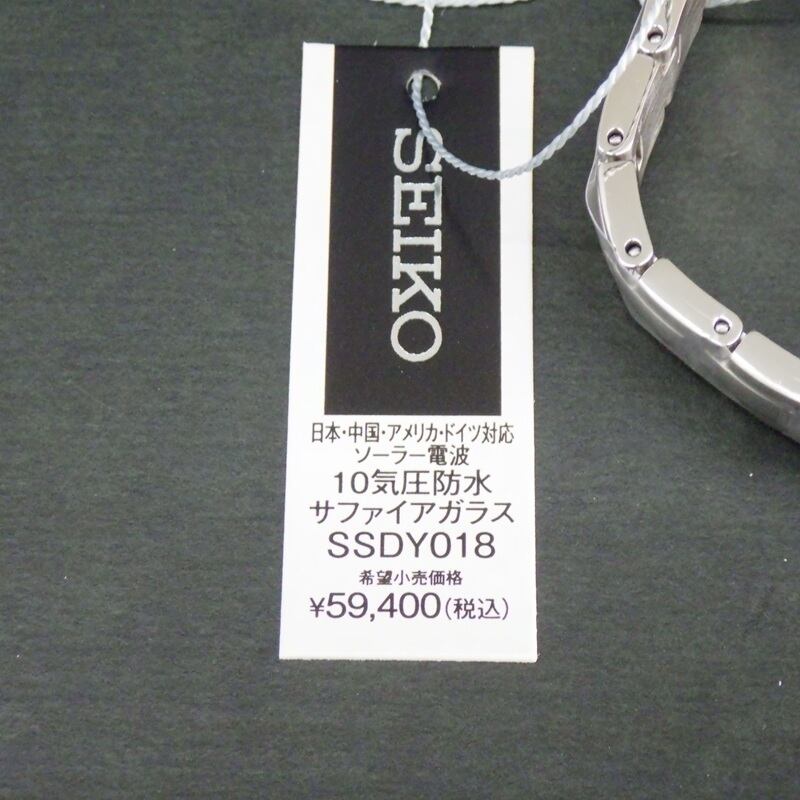 SEIKO
日本・中国・アメリカ・ドイツ対応
ソーラー電波
10気圧防水
サファイアガラス
SSDY018
希望小売価格
¥59,400(税込)